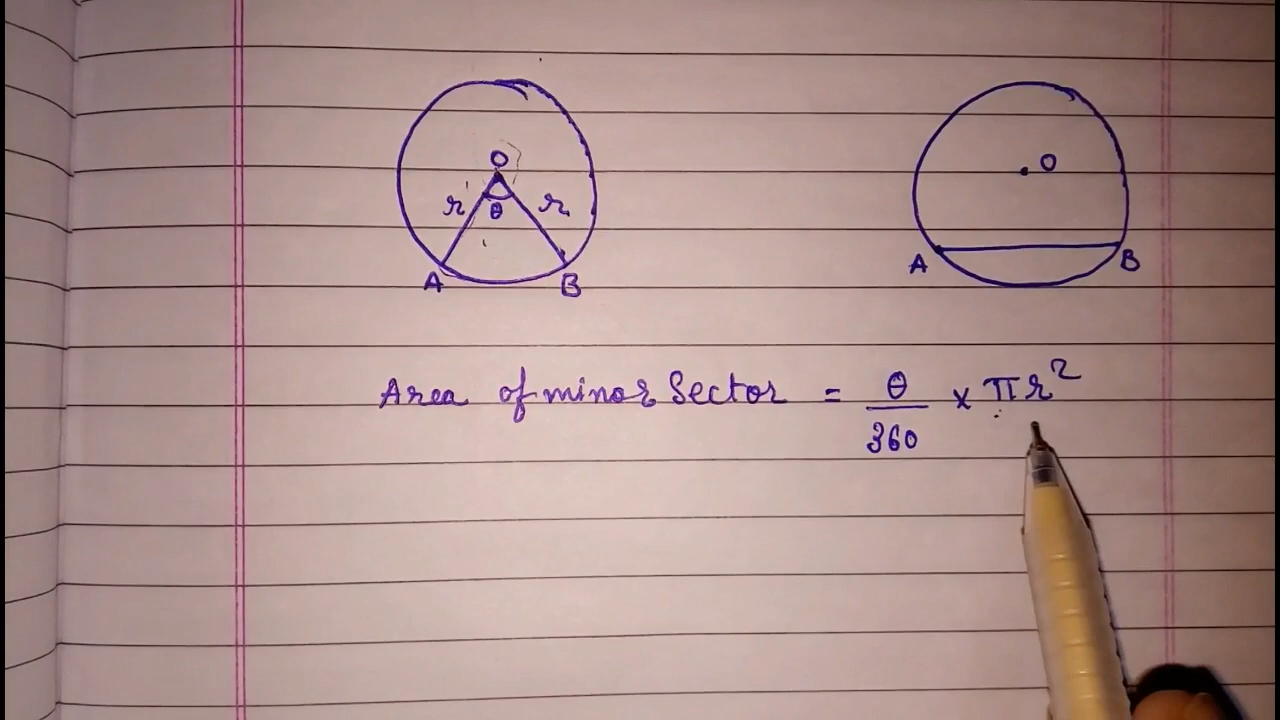 O
r θ r
A B
O
A B
Area of minor Sector = θ/360 × πr²